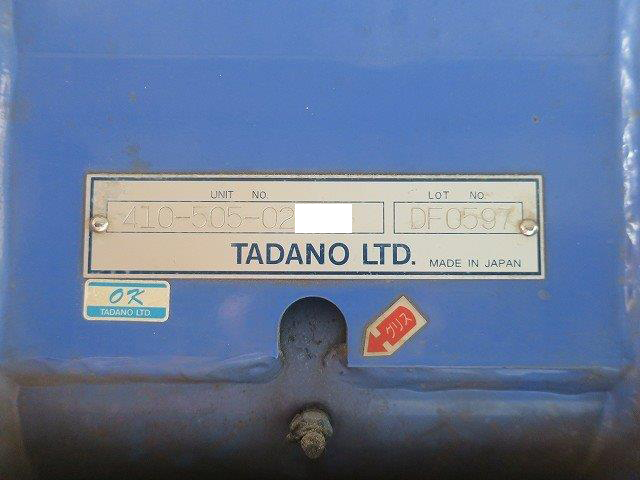 UNIT NO. LOT NO.
410-505-02 DF0597
TADANO LTD. MADE IN JAPAN
OK
TADANO LTD.
グリス